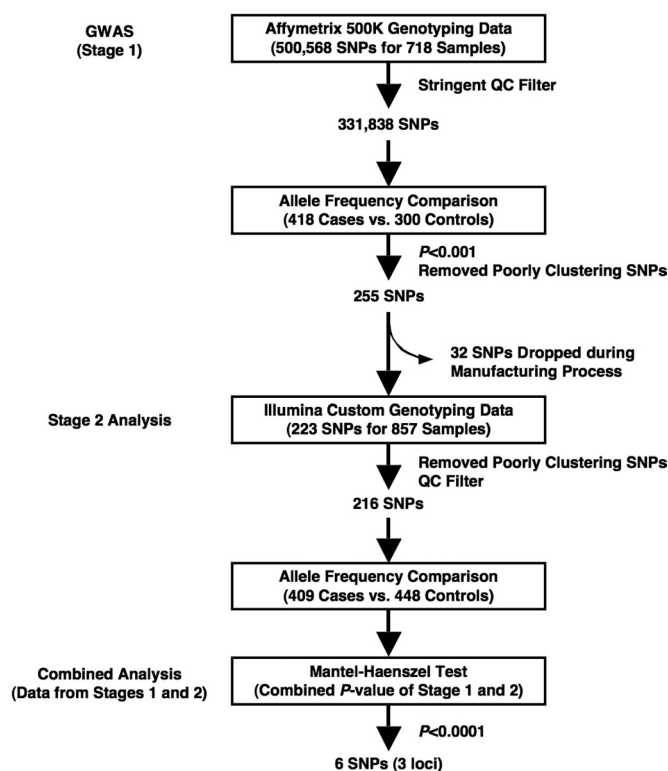 GWAS
(Stage 1)
Affymetrix 500K Genotyping Data
(500,568 SNPs for 718 Samples)
Stringent QC Filter
331,838 SNPs
Allele Frequency Comparison
(418 Cases vs. 300 Controls)
P<0.001
Removed Poorly Clustering SNPs
255 SNPs
32 SNPs Dropped during
Manufacturing Process
Stage 2 Analysis
Illumina Custom Genotyping Data
(223 SNPs for 857 Samples)
Removed Poorly Clustering SNPs
QC Filter
216 SNPs
Allele Frequency Comparison
(409 Cases vs. 448 Controls)
Combined Analysis
(Data from Stages 1 and 2)
Mantel-Haenszel Test
(Combined P-value of Stage 1 and 2)
P<0.0001
6 SNPs (3 loci)